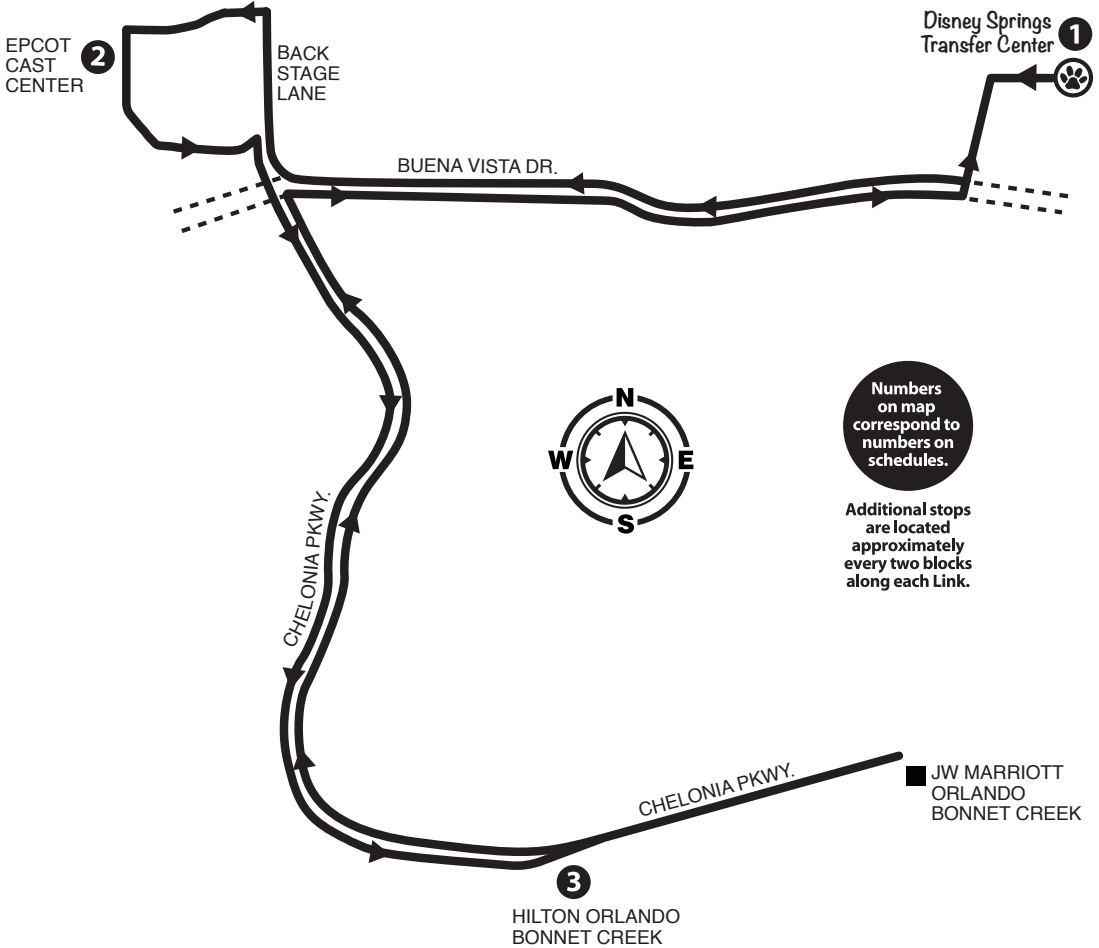 Disney Springs
Transfer Center
1
EPCOT
CAST
CENTER
2
BACK
STAGE
LANE
BUENA VISTA DR.
N
W
E
S
Numbers
on map
correspond to
numbers on
schedules.
Additional stops
are located
approximately
every two blocks
along each Link.
CHELONIA PKWY.
CHELONIA PKWY.
JW MARRIOTT
ORLANDO
BONNET CREEK
3
HILTON ORLANDO
BONNET CREEK